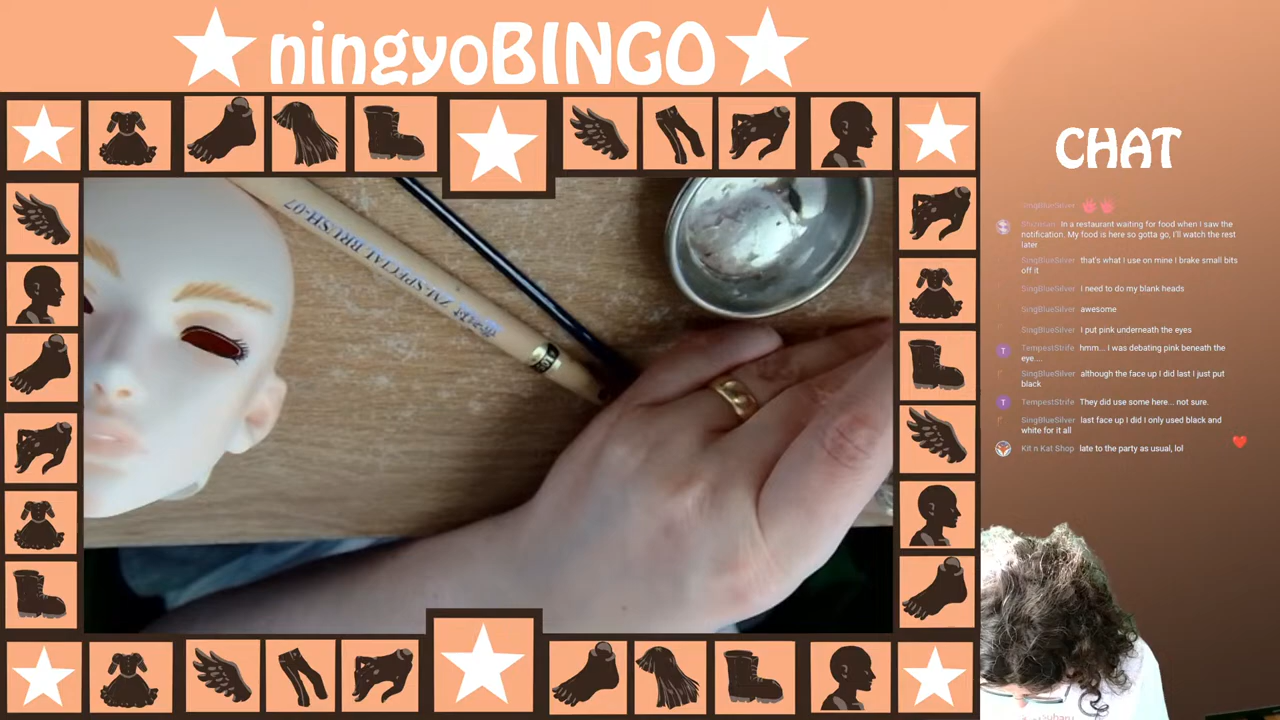 ningyoBINGO
CHAT
SingBlueSilver
In a restaurant waiting for food when I saw the
notification. My food is here so gotta go, I'll watch the rest
later
SingBlueSilver that's what I use on mine I brake small bits
off it
SingBlueSilver I need to do my blank heads
SingBlueSilver awesome
SingBlueSilver I put pink underneath the eyes
T TempestStrife hmm... I was debating pink beneath the
eye....
SingBlueSilver although the face up I did last I just put
black
T TempestStrife They did use some here... not sure.
SingBlueSilver last face up I did I only used black and
white for it all
Kit n Kat Shop late to the party as usual, lol
SPECIAL BRUSH-07